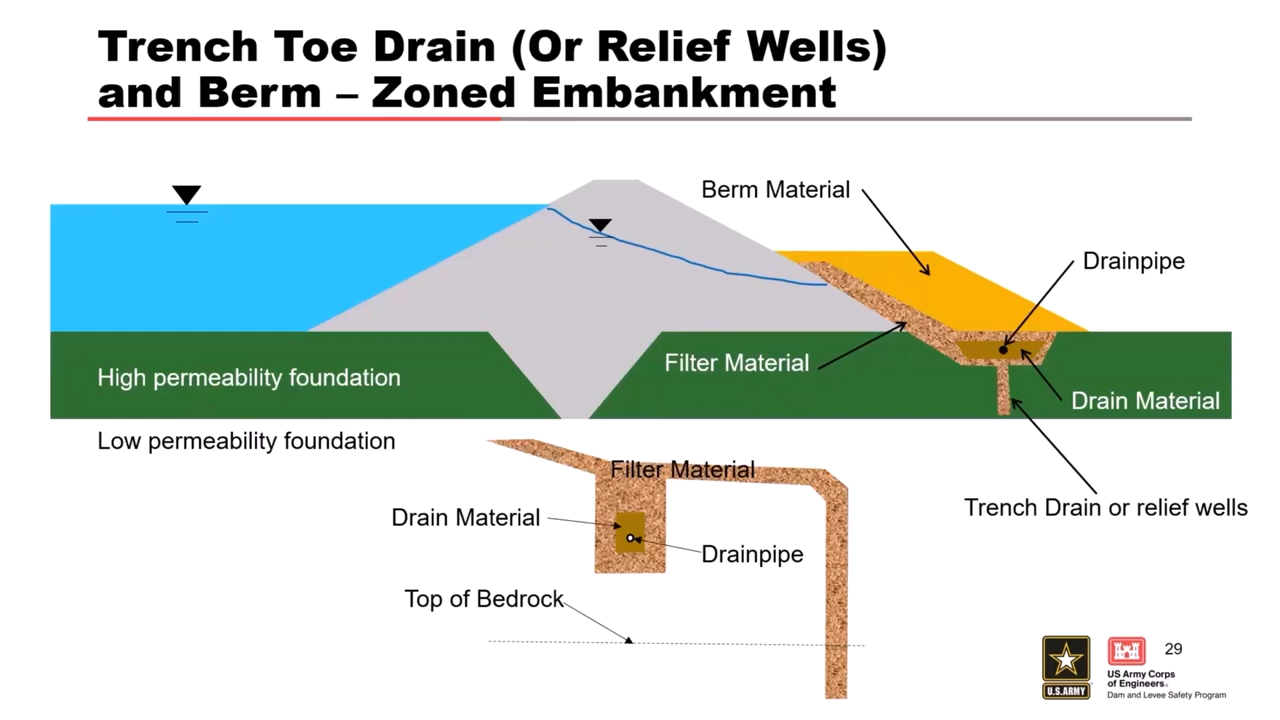 Trench Toe Drain (Or Relief Wells)
and Berm – Zoned Embankment
Berm Material
Drainpipe
Filter Material
High permeability foundation
Drain Material
Low permeability foundation
Filter Material
Trench Drain or relief wells
Drain Material
Drainpipe
Top of Bedrock
29
U.S.ARMY
US Army Corps
of Engineers®
Dam and Levee Safety Program